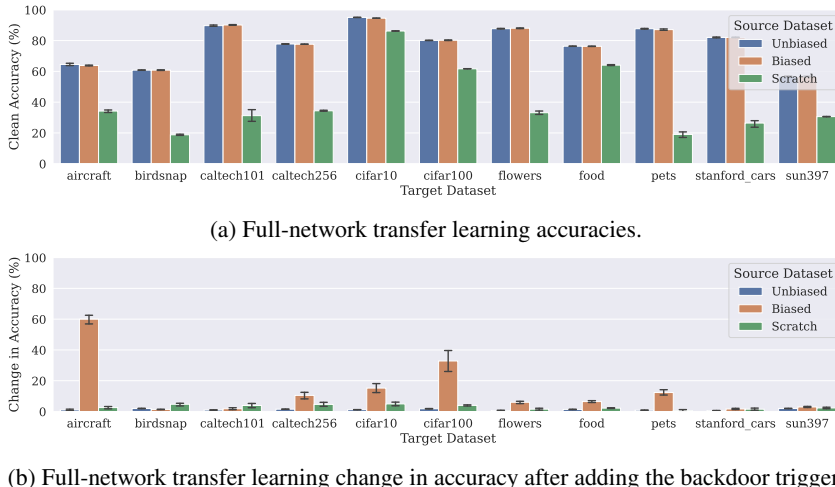 100
80
60
40
20
0
Clean Accuracy (%)
Source Dataset
Unbiased
Biased
Scratch
aircraft birdsnap caltech101 caltech256 cifar10 cifar100 flowers food pets stanford_cars sun397
Target Dataset
(a) Full-network transfer learning accuracies.
100
80
60
40
20
0
Change in Accuracy (%)
Source Dataset
Unbiased
Biased
Scratch
aircraft birdsnap caltech101 caltech256 cifar10 cifar100 flowers food pets stanford_cars sun397
Target Dataset
(b) Full-network transfer learning change in accuracy after adding the backdoor trigger